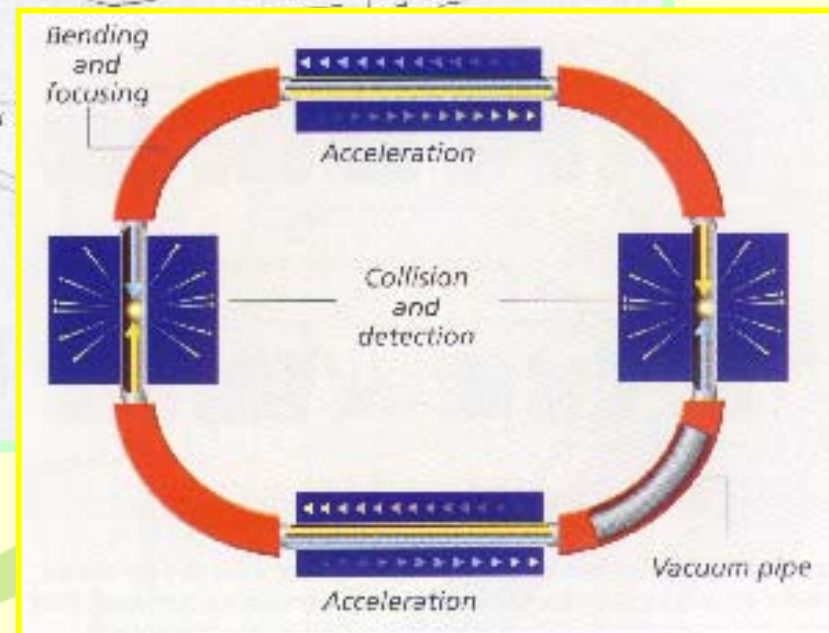 Bending
and
focusing
Acceleration
Collision
and
detection
Vacuum pipe
Acceleration